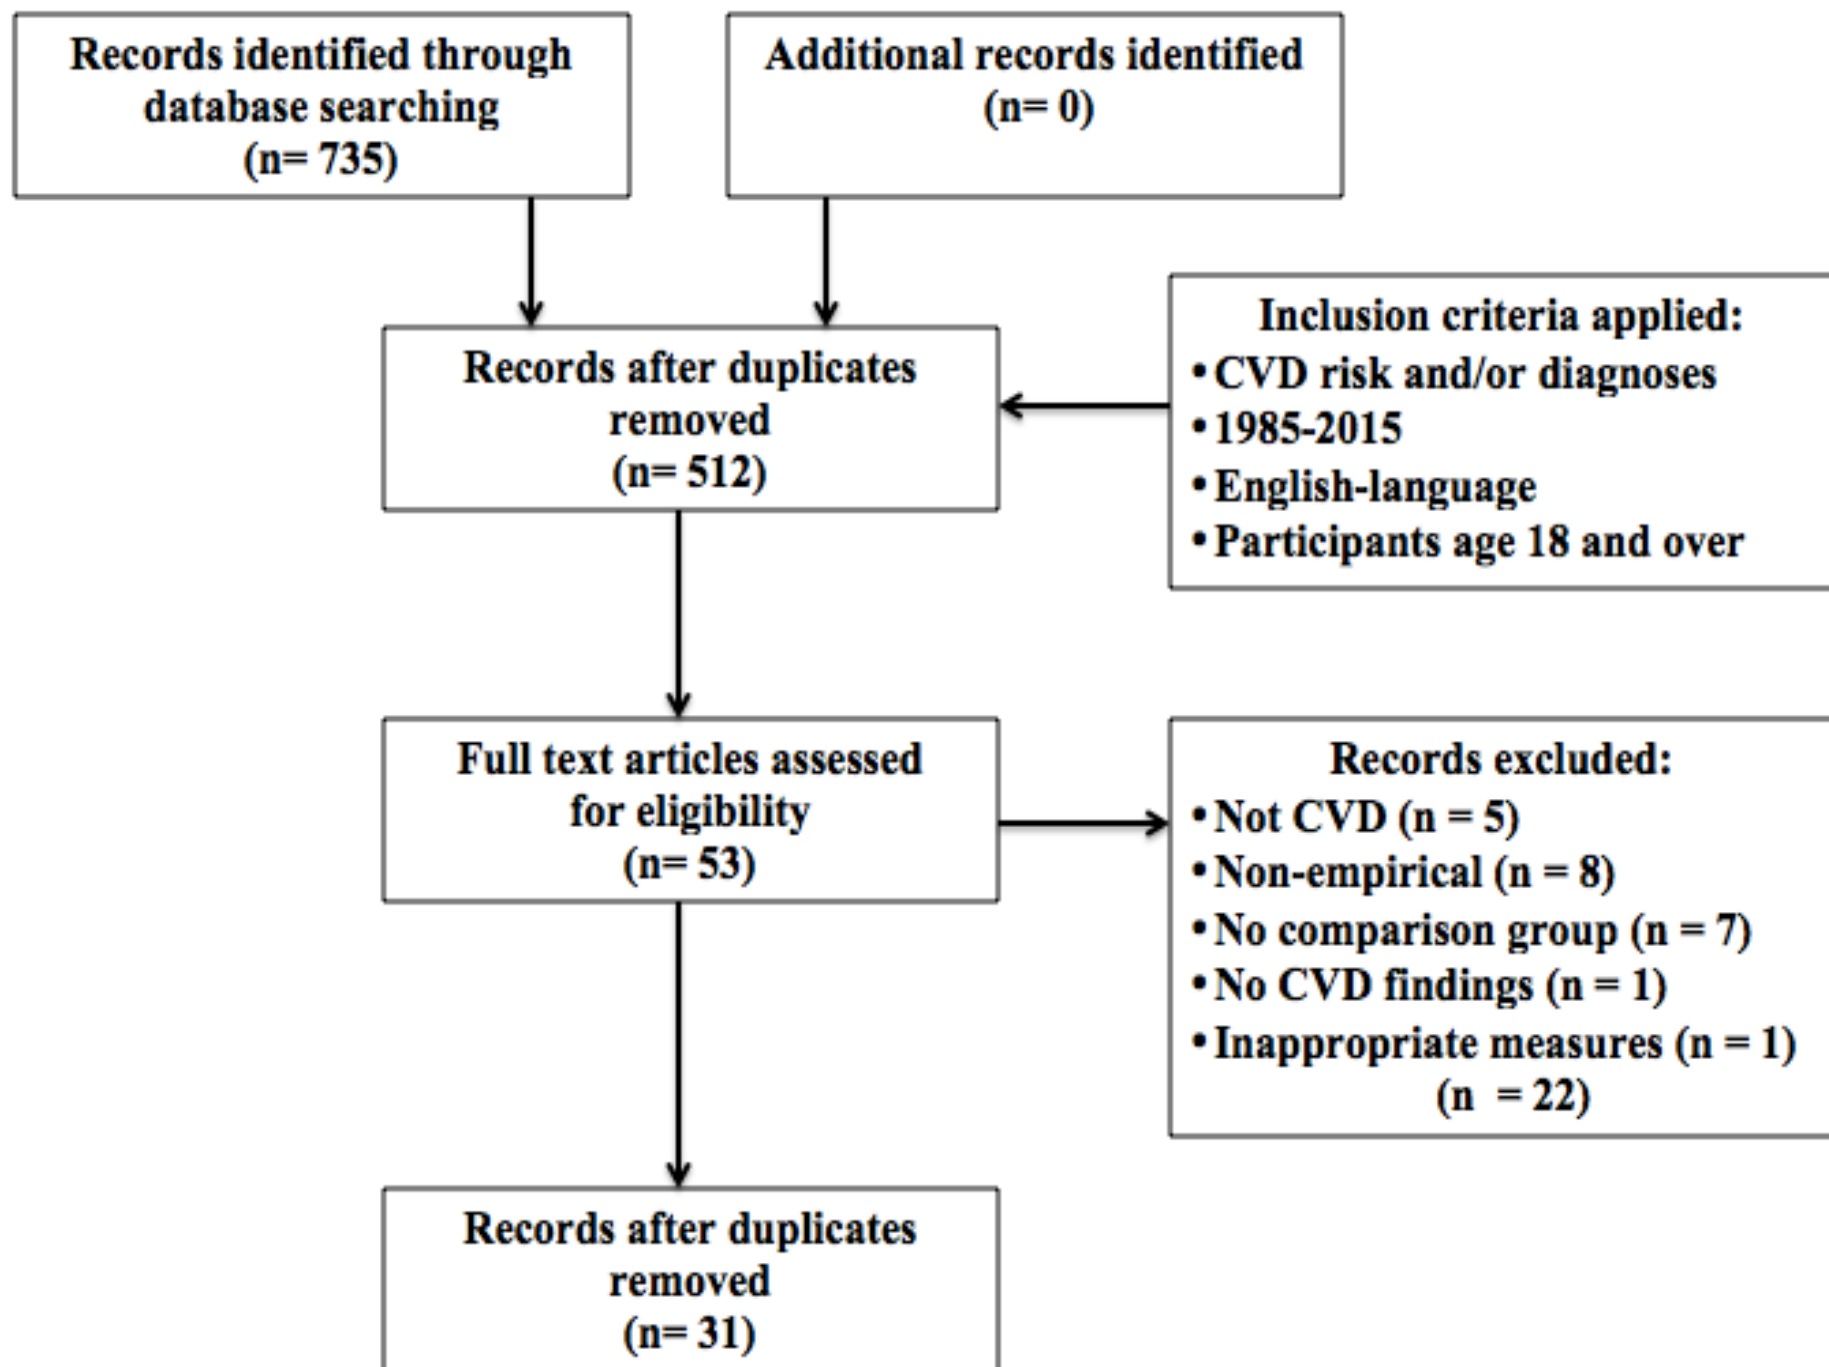 Records identified through
database searching
(n= 735)
Additional records identified
(n= 0)
Records after duplicates
removed
(n= 512)
Inclusion criteria applied:
•CVD risk and/or diagnoses
•1985-2015
•English-language
•Participants age 18 and over
Full text articles assessed
for eligibility
(n= 53)
Records excluded:
•Not CVD (n = 5)
•Non-empirical (n = 8)
•No comparison group (n = 7)
•No CVD findings (n = 1)
•Inappropriate measures (n = 1)
(n  = 22)
Records after duplicates
removed
(n= 31)